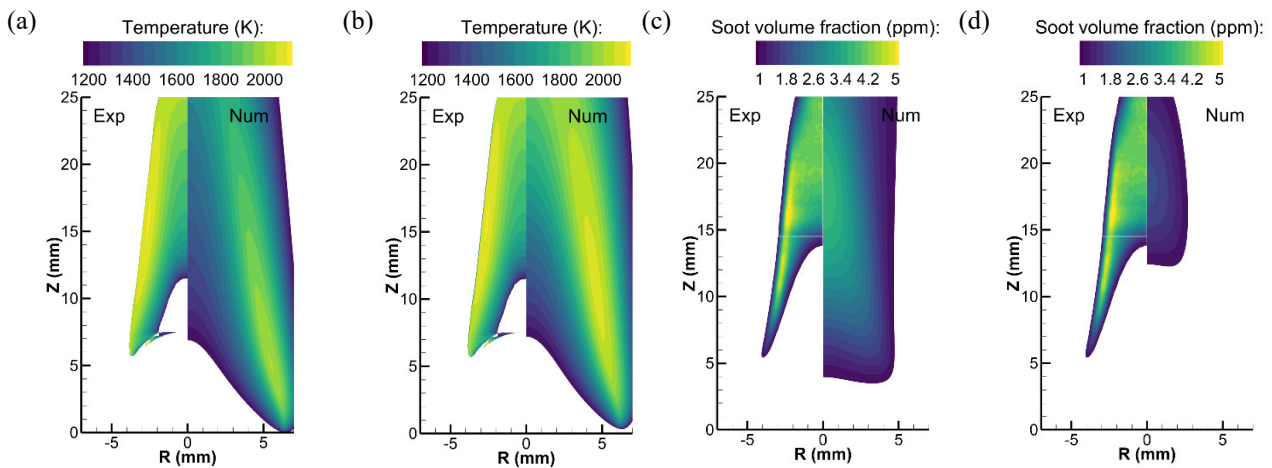 (a)
Temperature (K):
1200 1400 1600 1800 2000
25
20
15
10
5
0
Z (mm)
Exp
Num
-5 0 5
R (mm)
(b)
Temperature (K):
1200 1400 1600 1800 2000
25
20
15
10
5
0
Z (mm)
Exp
Num
-5 0 5
R (mm)
(c)
Soot volume fraction (ppm):
1 1.8 2.6 3.4 4.2 5
25
20
15
10
5
0
Z (mm)
Exp
Num
-5 0 5
R (mm)
(d)
Soot volume fraction (ppm):
1 1.8 2.6 3.4 4.2 5
25
20
15
10
5
0
Z (mm)
Exp
Num
-5 0 5
R (mm)